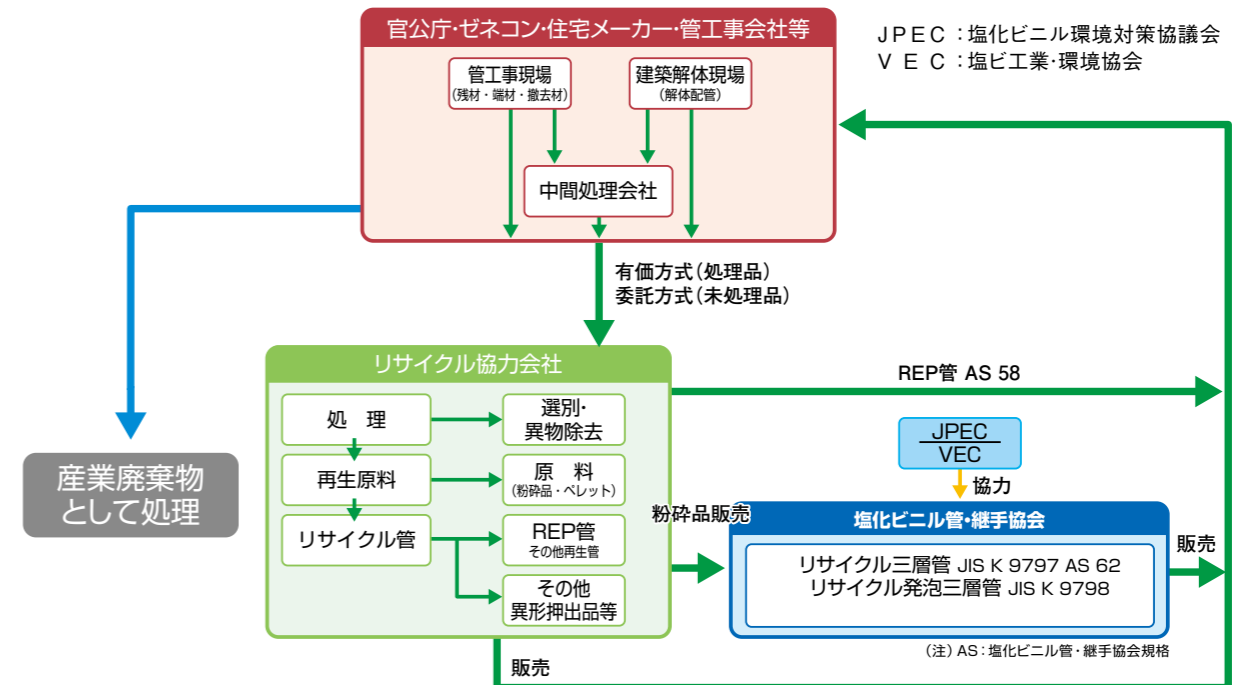 官公庁・ゼネコン・住宅メーカー・管工事会社等
JPEC：塩化ビニル環境対策協議会
VEC：塩ビ工業・環境協会
管工事現場
（残材・端材・撤去材）
建築解体現場
（解体配管）
中間処理会社
有価方式（処理品）
委託方式（未処理品）
産業廃棄物
として処理
リサイクル協力会社
処　理
選別・
異物除去
再生原料
原　料
（粉砕品・ペレット）
リサイクル管
REP管
その他再生管
その他
異形押出品等
REP管 AS 58
JPEC
VEC
協力
粉砕品販売
塩化ビニル管・継手協会
リサイクル三層管 JIS K 9797 AS 62
リサイクル発泡三層管 JIS K 9798
販売
（注）AS：塩化ビニル管・継手協会規格
販売